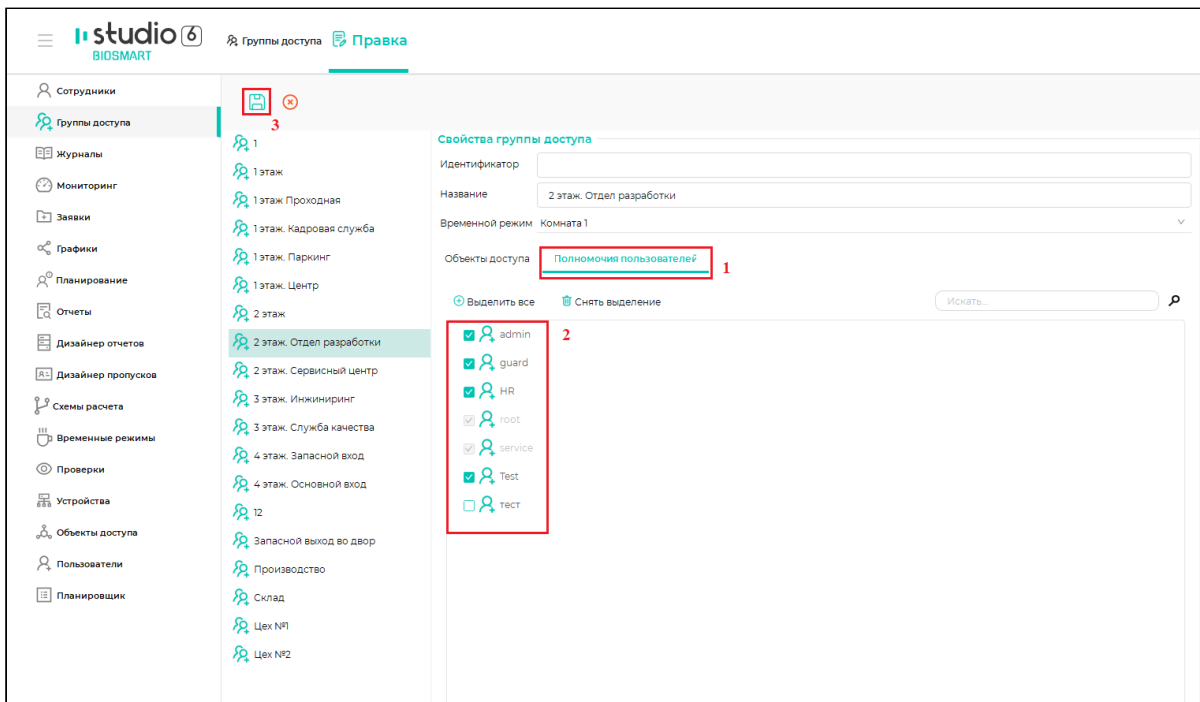 studio 6
BIOSMART
Группы доступа
Правка
Сотрудники
Группы доступа
Журналы
Мониторинг
Заявки
Графики
Планирование
Отчеты
Дизайнер отчетов
Дизайнер пропусков
Схемы расчета
Временные режимы
Проверки
Устройства
Объекты доступа
Пользователи
Планировщик
3
1
1 этаж
1 этаж Проходная
1 этаж. Кадровая служба
1 этаж. Паркинг
1 этаж. Центр
2 этаж
2 этаж. Отдел разработки
2 этаж. Сервисный центр
3 этаж. Инжиниринг
3 этаж. Служба качества
4 этаж. Запасной вход
4 этаж. Основной вход
12
Запасной выход во двор
Производство
Склад
Цех №1
Цех №2
Свойства группы доступа
Идентификатор
Название 2 этаж. Отдел разработки
Временной режим Комната 1
Объекты доступа Полномочия пользователей 1
Выделить все Снять выделение Искать...
admin 2
guard
HR
root
service
Test
тест